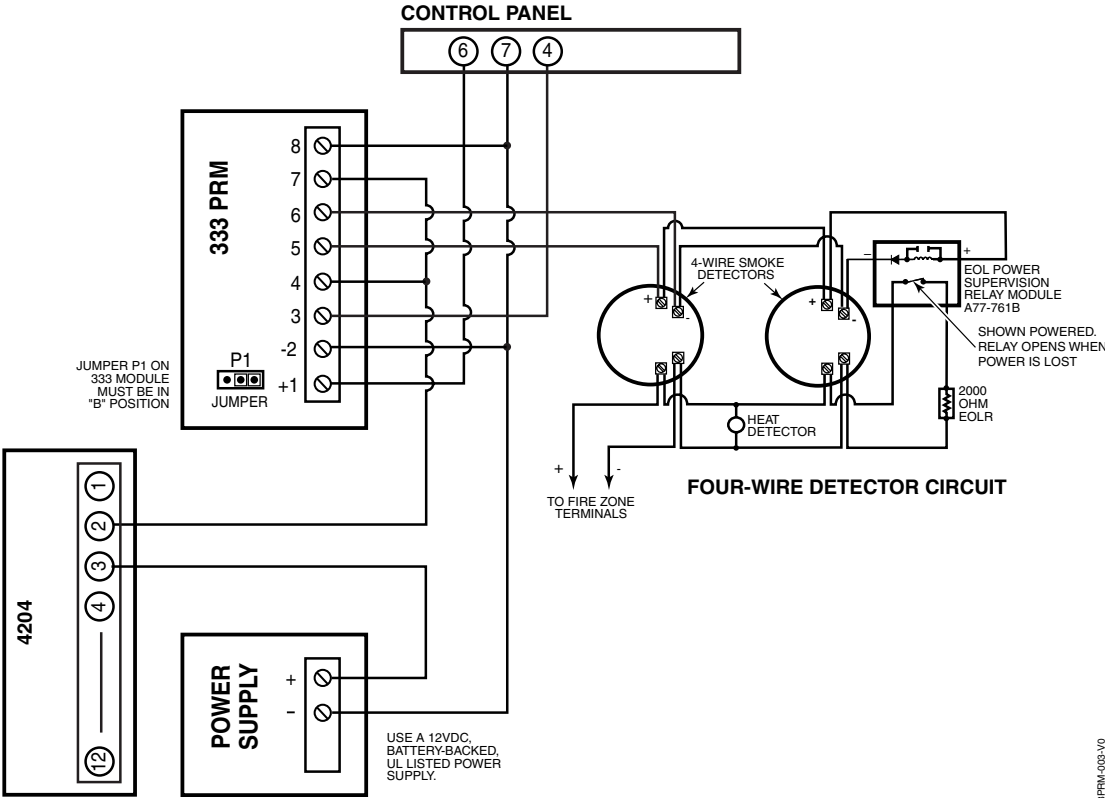 CONTROL PANEL
6 7 4
333 PRM
8
7
6
5
4
3
-2
+1
P1
JUMPER
JUMPER P1 ON
333 MODULE
MUST BE IN
"B" POSITION
4-WIRE SMOKE
DETECTORS
+
-
+
-
–
+
EOL POWER
SUPERVISION
RELAY MODULE
A77-761B
SHOWN POWERED.
RELAY OPENS WHEN
POWER IS LOST
2000
OHM
EOLR
HEAT
DETECTOR
+
-
TO FIRE ZONE
TERMINALS
FOUR-WIRE DETECTOR CIRCUIT
4204
1
2
3
4
12
POWER
SUPPLY
+
–
USE A 12VDC,
BATTERY-BACKED,
UL LISTED POWER
SUPPLY.
IPRM-003-V0